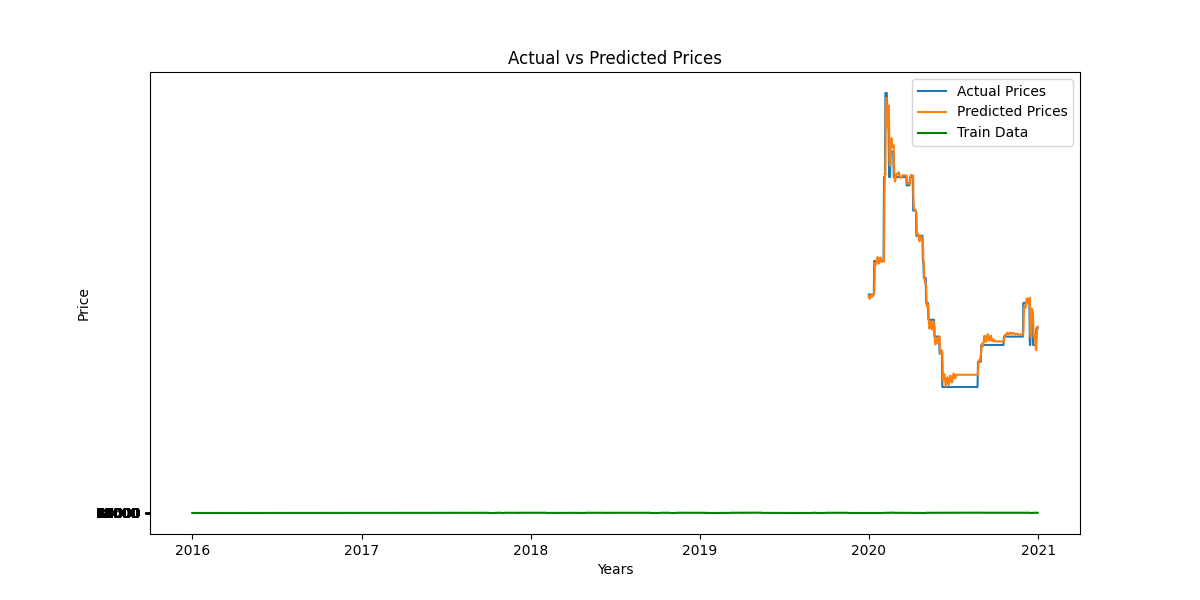 Actual vs Predicted Prices
Actual Prices
Predicted Prices
Train Data
Price
2016 2017 2018 2019 2020 2021
Years